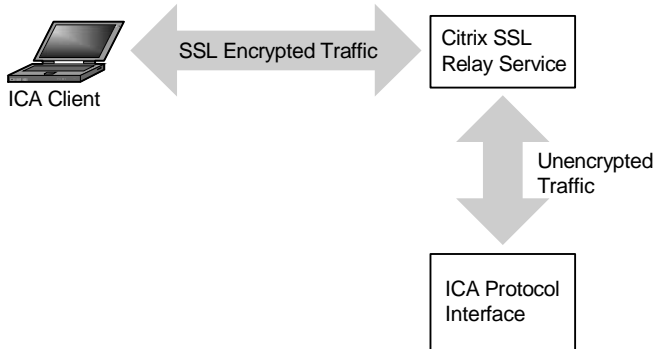 SSL Encrypted Traffic
Citrix SSL
Relay Service
ICA Client
Unencrypted
Traffic
ICA Protocol
Interface